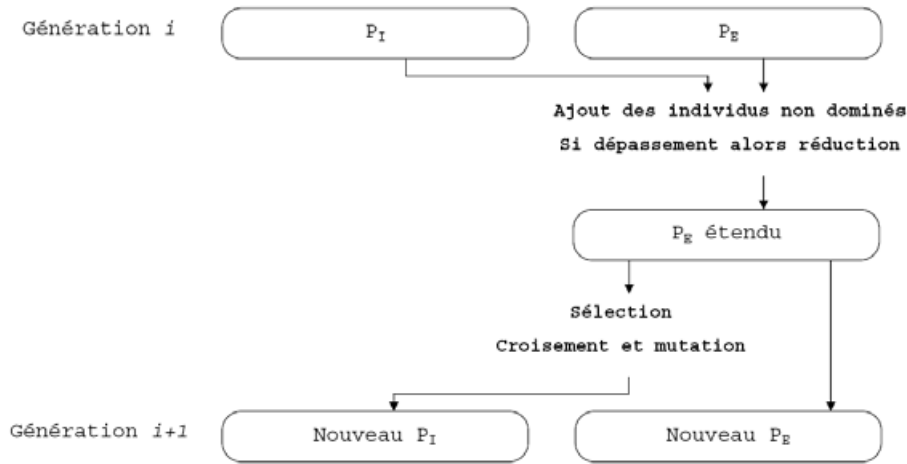 Génération i
P_I
P_E
Ajout des individus non dominés
Si dépassement alors réduction
P_E étendu
Sélection
Croisement et mutation
Génération i+1
Nouveau P_I
Nouveau P_E